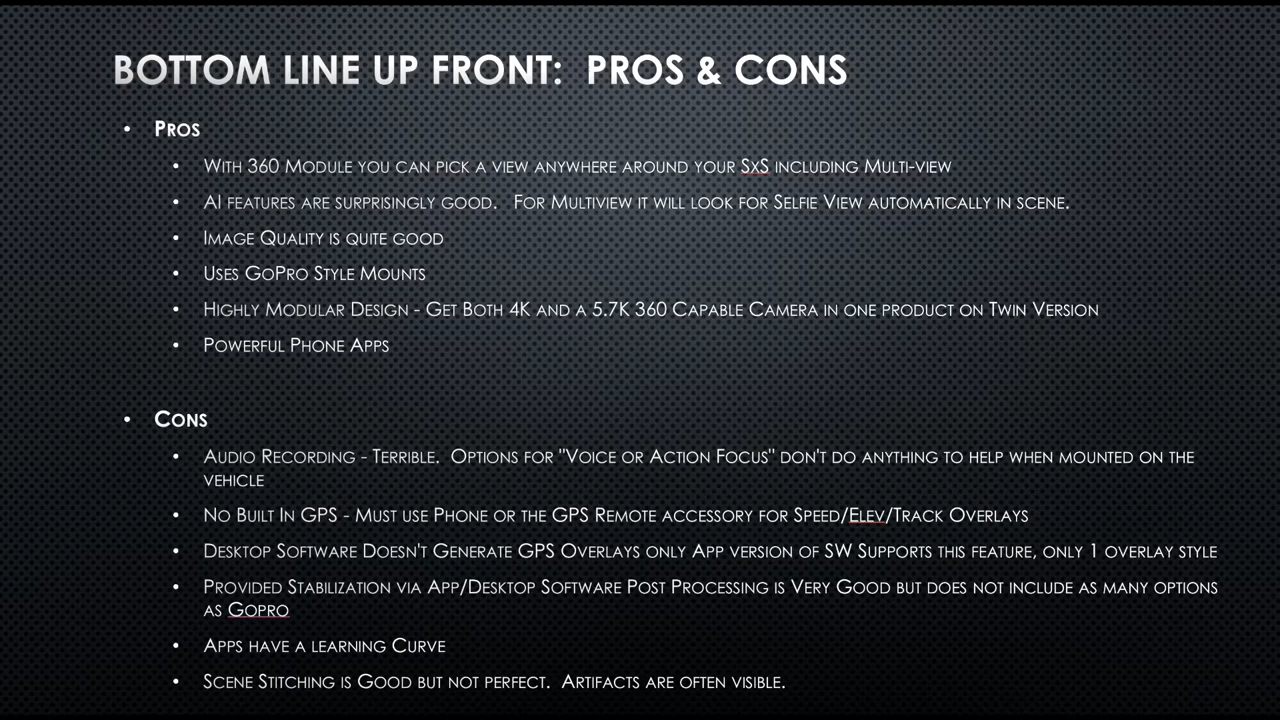 BOTTOM LINE UP FRONT:  PROS & CONS
• PROS
• WITH 360 MODULE YOU CAN PICK A VIEW ANYWHERE AROUND YOUR SXS INCLUDING MULTI-VIEW
• AI FEATURES ARE SURPRISINGLY GOOD.  FOR MULTIVIEW IT WILL LOOK FOR SELFIE VIEW AUTOMATICALLY IN SCENE.
• IMAGE QUALITY IS QUITE GOOD
• USES GOPRO STYLE MOUNTS
• HIGHLY MODULAR DESIGN - GET BOTH 4K AND A 5.7K 360 CAPABLE CAMERA IN ONE PRODUCT ON TWIN VERSION
• POWERFUL PHONE APPS
• CONS
• AUDIO RECORDING - TERRIBLE.  OPTIONS FOR "VOICE OR ACTION FOCUS" DON'T DO ANYTHING TO HELP WHEN MOUNTED ON THE
VEHICLE
• NO BUILT IN GPS - MUST USE PHONE OR THE GPS REMOTE ACCESSORY FOR SPEED/ELEV/TRACK OVERLAYS
• DESKTOP SOFTWARE DOESN'T GENERATE GPS OVERLAYS ONLY APP VERSION OF SW SUPPORTS THIS FEATURE, ONLY 1 OVERLAY STYLE
• PROVIDED STABILIZATION VIA APP/DESKTOP SOFTWARE POST PROCESSING IS VERY GOOD BUT DOES NOT INCLUDE AS MANY OPTIONS
AS GOPRO
• APPS HAVE A LEARNING CURVE
• SCENE STITCHING IS GOOD BUT NOT PERFECT.  ARTIFACTS ARE OFTEN VISIBLE.